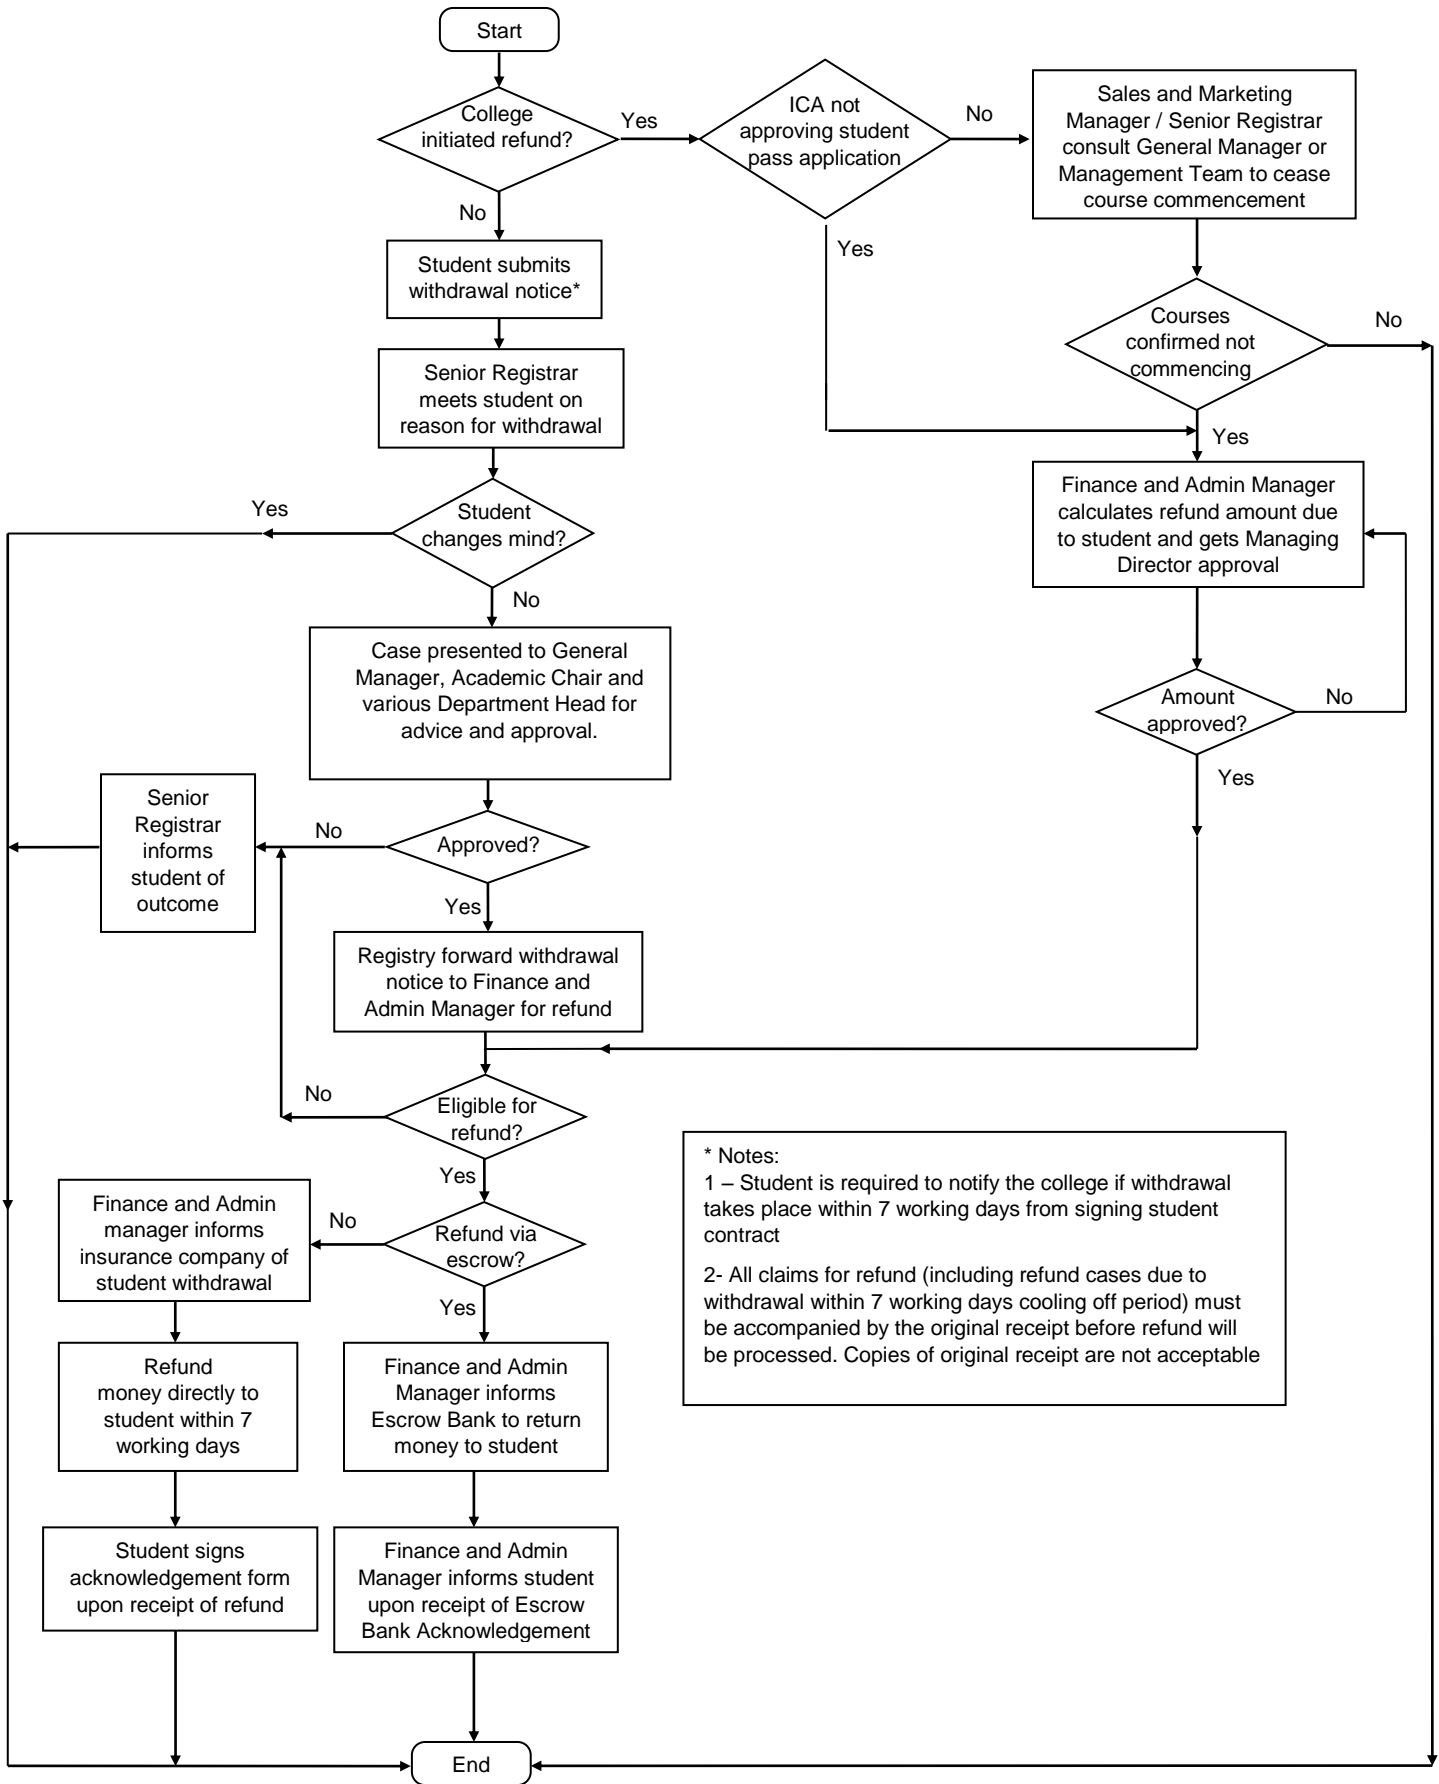 Start
College
initiated refund?
Yes
ICA not
approving student
pass application
No
Sales and Marketing
Manager / Senior Registrar
consult General Manager or
Management Team to cease
course commencement
No
Yes
Student submits
withdrawal notice*
Courses
confirmed not
commencing
No
Senior Registrar
meets student on
reason for withdrawal
Yes
Finance and Admin Manager
calculates refund amount due
to student and gets Managing
Director approval
Yes
Student
changes mind?
No
Case presented to General
Manager, Academic Chair and
various Department Head for
advice and approval.
Amount
approved?
No
Yes
Senior
Registrar
informs
student of
outcome
No
Approved?
Yes
Registry forward withdrawal
notice to Finance and
Admin Manager for refund
No
Eligible for
refund?
Yes
* Notes:
1 – Student is required to notify the college if withdrawal
takes place within 7 working days from signing student
contract
2- All claims for refund (including refund cases due to
withdrawal within 7 working days cooling off period) must
be accompanied by the original receipt before refund will
be processed. Copies of original receipt are not acceptable
Finance and Admin
manager informs
insurance company of
student withdrawal
No
Refund via
escrow?
Yes
Refund
money directly to
student within 7
working days
Finance and Admin
Manager informs
Escrow Bank to return
money to student
Student signs
acknowledgement form
upon receipt of refund
Finance and Admin
Manager informs student
upon receipt of Escrow
Bank Acknowledgement
End